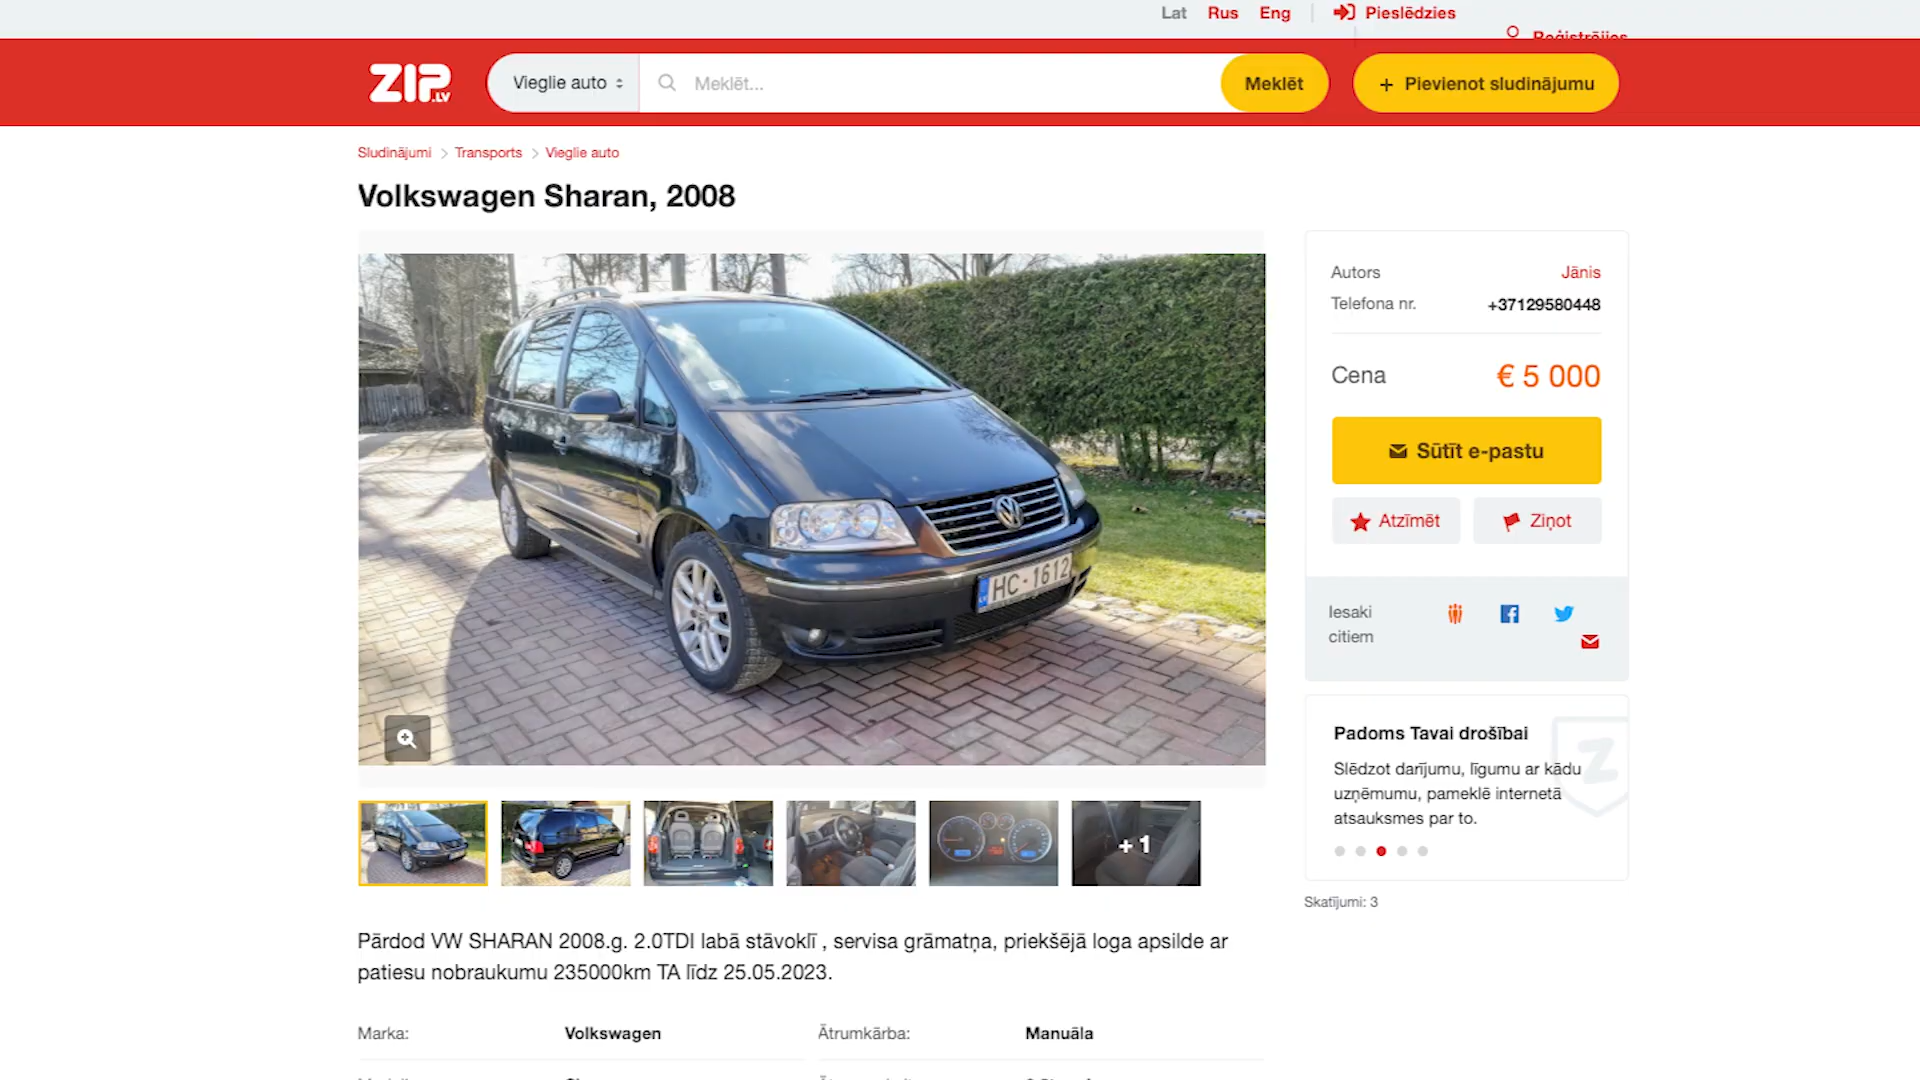 Lat Rus Eng Pieslēdzies
Reģistrējies
ZIP.LV Vieglie auto Meklēt... Meklēt + Pievienot sludinājumu
Sludinājumi > Transports > Vieglie auto
Volkswagen Sharan, 2008
HC-1612
LV
Autors Jānis
Telefona nr. +37129580448
Cena € 5 000
Sūtīt e-pastu
Atzīmēt Ziņot
Iesaki
citiem
Padoms Tavai drošībai
Slēdzot darījumu, līgumu ar kādu
uzņēmumu, pameklē internetā
atsauksmes par to.
Skatījumi: 3
+ 1
Pārdod VW SHARAN 2008.g. 2.0TDI labā stāvoklī , servisa grāmatņa, priekšējā loga apsilde ar
patiesu nobraukumu 235000km TA līdz 25.05.2023.
Marka: Volkswagen Ātrumkārba: Manuāla